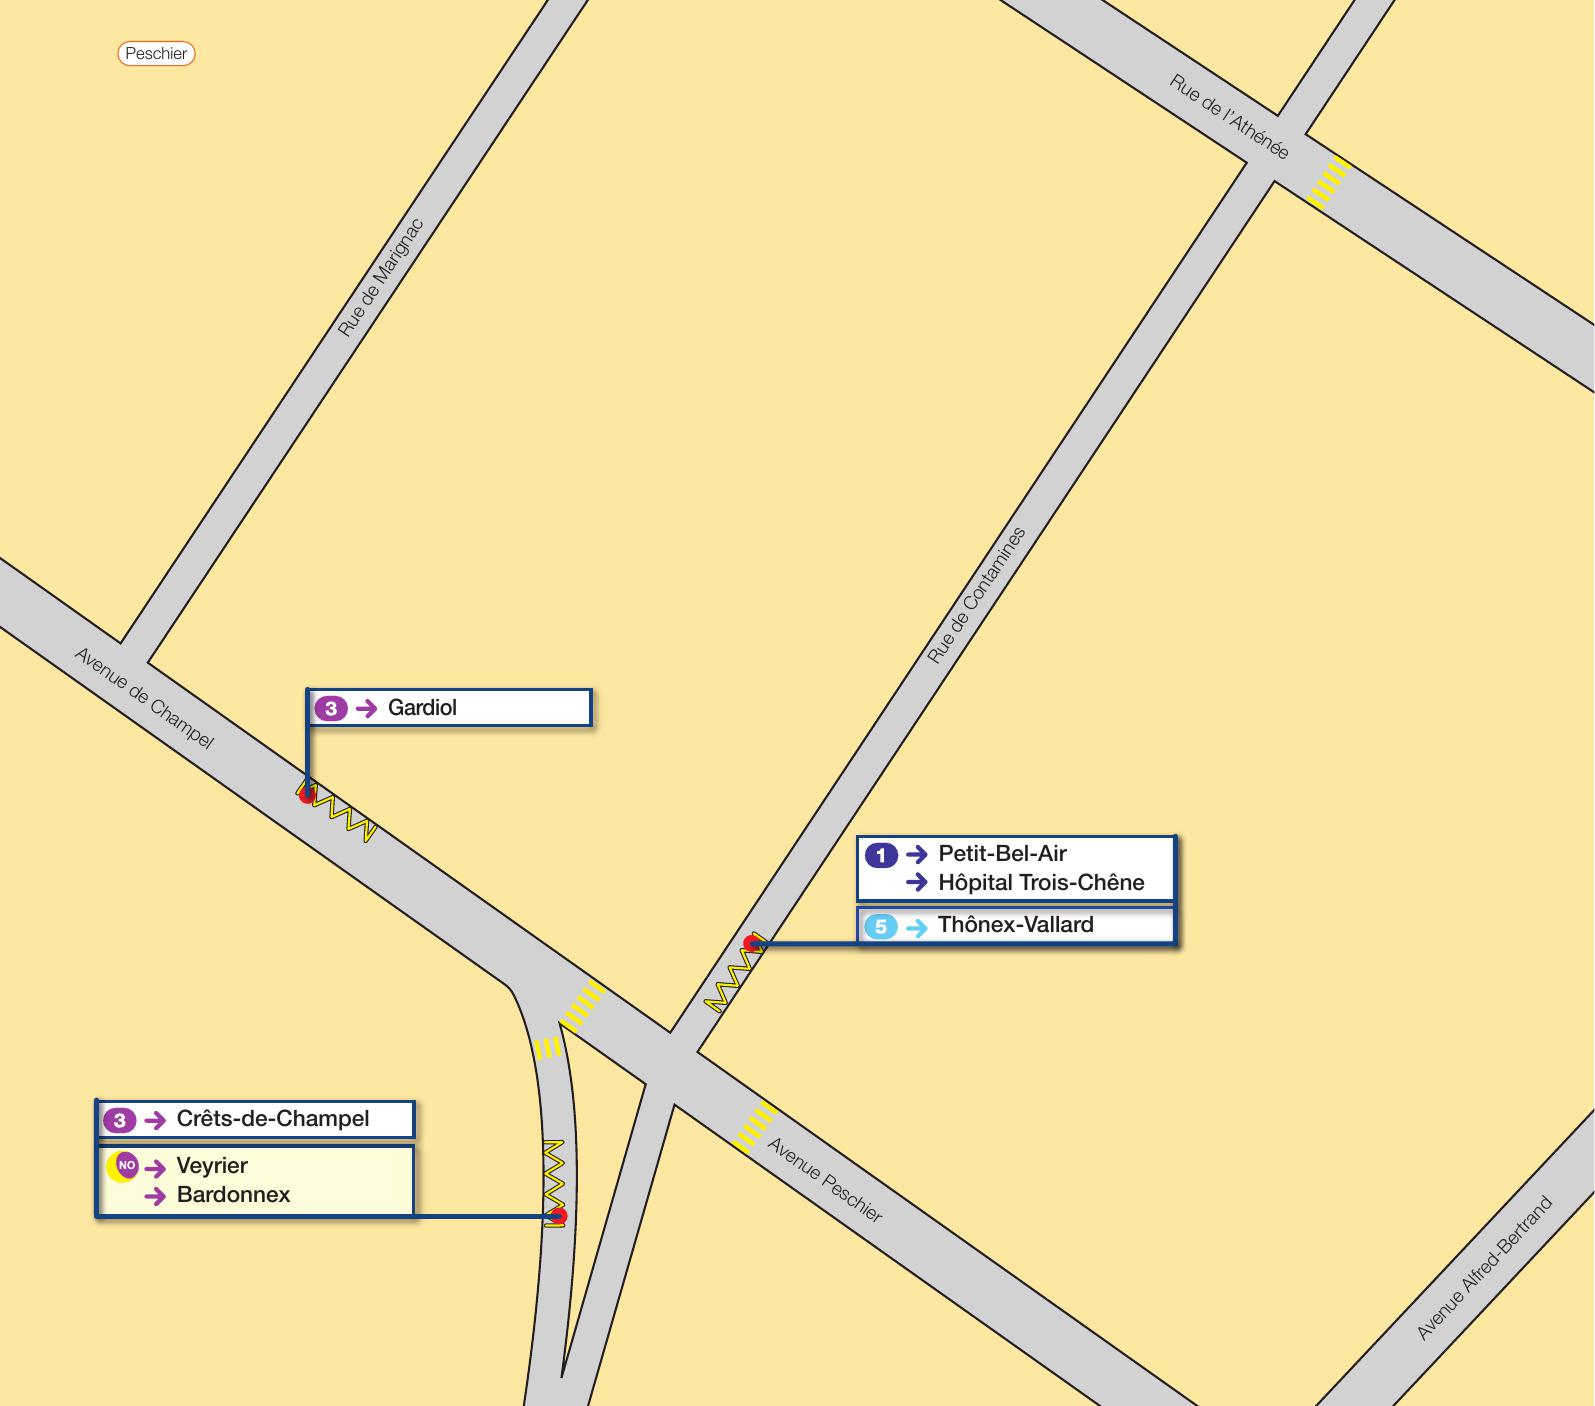 Peschier
Rue de l'Athénée
Rue de Marignac
Rue de Contamines
Avenue de Champel
3 → Gardiol
1 → Petit-Bel-Air
→ Hôpital Trois-Chêne
5 → Thônex-Vallard
3 → Crêts-de-Champel
NO → Veyrier
→ Bardonnex
Avenue Peschier
Avenue Alfred-Bertrand